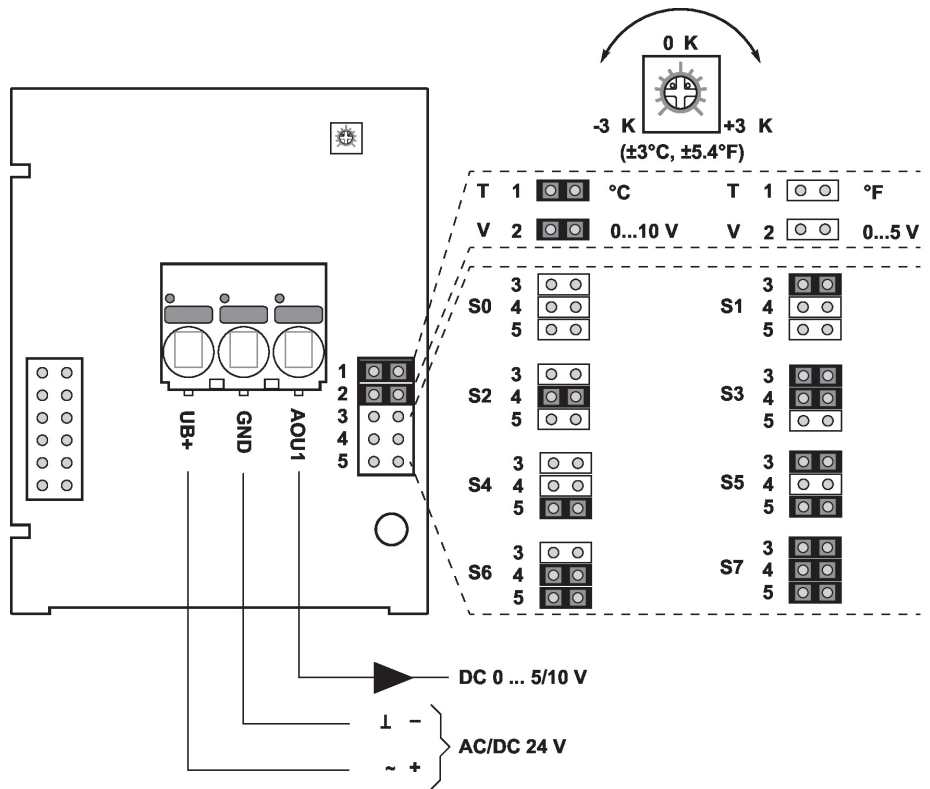 0 K
-3 K +3 K
(±3°C, ±5.4°F)
T 1 °C T 1 °F
V 2 0...10 V V 2 0...5 V
3 3
S0 4 S1 4
5 5
3 3
S2 4 S3 4
5 5
3 3
S4 4 S5 4
5 5
3 3
S6 4 S7 4
5 5
1
2
3
4
5
UB+
GND
AOU1
DC 0 ... 5/10 V
⊥ −
AC/DC 24 V
~ +